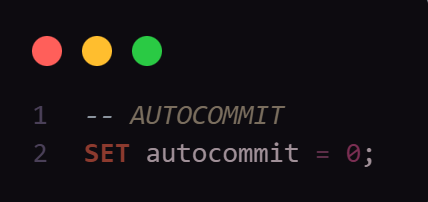 1 -- AUTOCOMMIT
2 SET autocommit = 0;